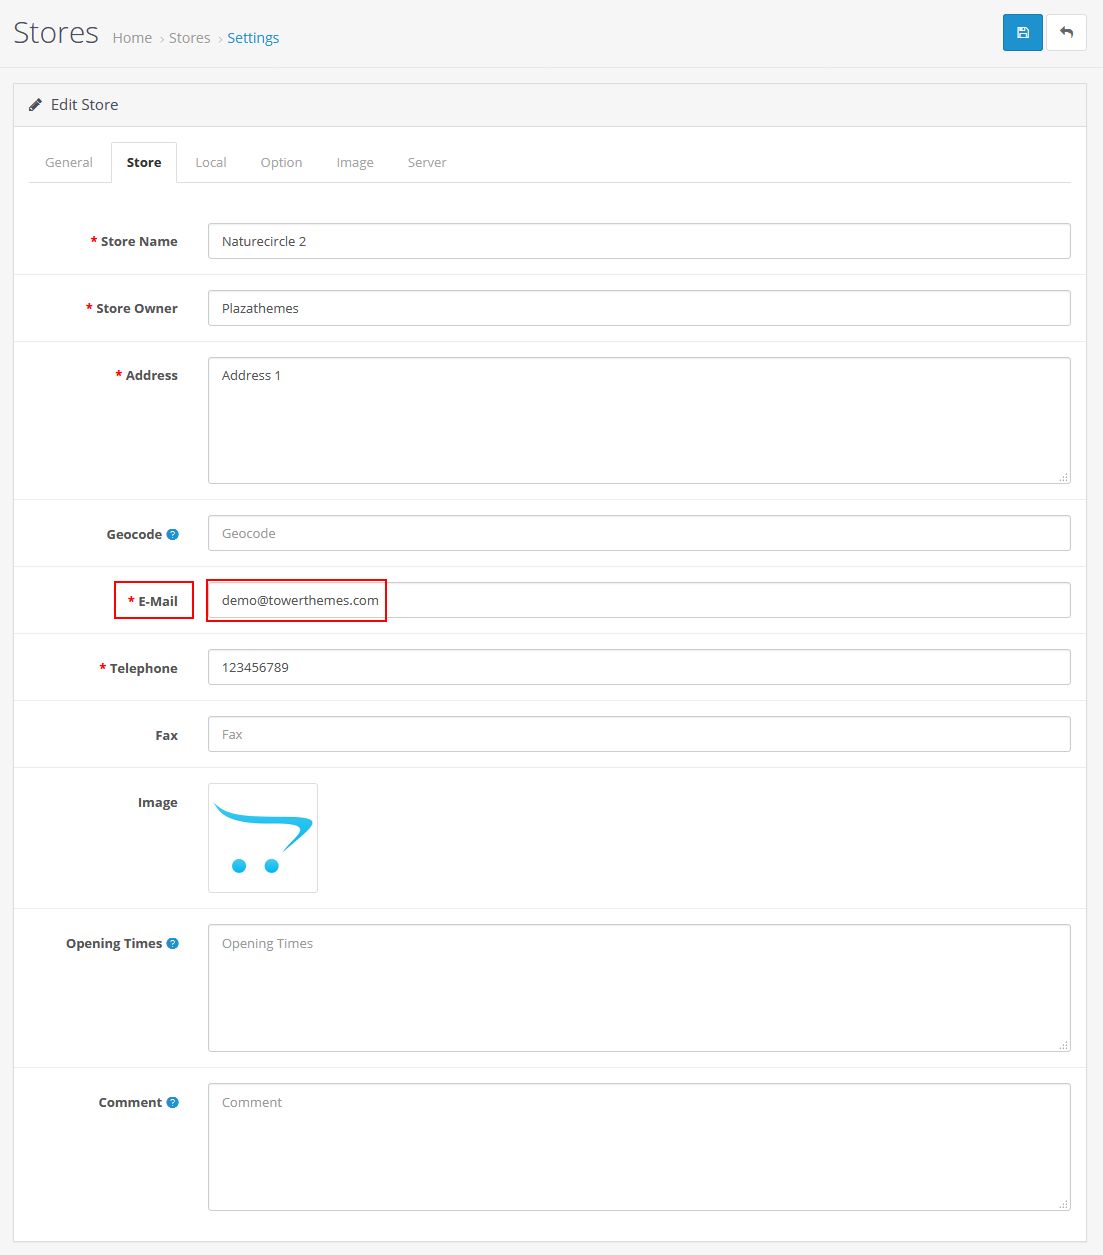 Stores Home › Stores › Settings
Edit Store
General Store Local Option Image Server
* Store Name Naturecircle 2
* Store Owner Plazathemes
* Address Address 1
Geocode ? Geocode
* E-Mail demo@towerthemes.com
* Telephone 123456789
Fax Fax
Image
Opening Times ? Opening Times
Comment ? Comment